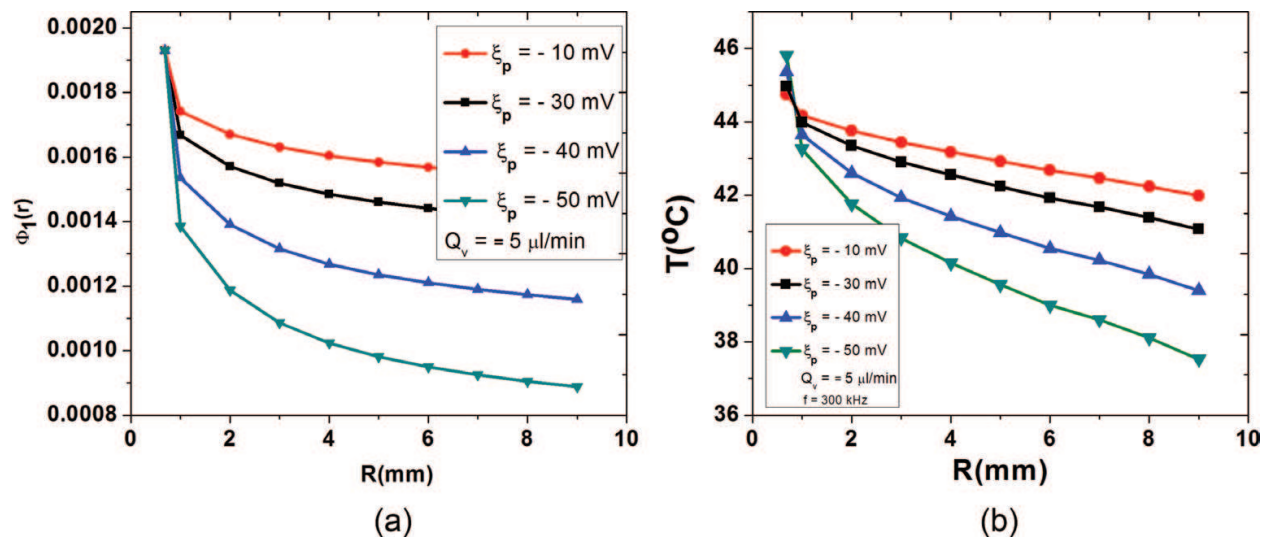 0.0020
0.0018
0.0016
0.0014
0.0012
0.0010
0.0008
Φ1(r)
0 2 4 6 8 10
R(mm)
ξp = - 10 mV
ξp = - 30 mV
ξp = - 40 mV
ξp = - 50 mV
Qv = = 5 µl/min
(a)
46
44
42
40
38
36
T(ºC)
0 2 4 6 8 10
R(mm)
ξp = - 10 mV
ξp = - 30 mV
ξp = - 40 mV
ξp = - 50 mV
Qv = = 5 µl/min
f = 300 kHz
(b)